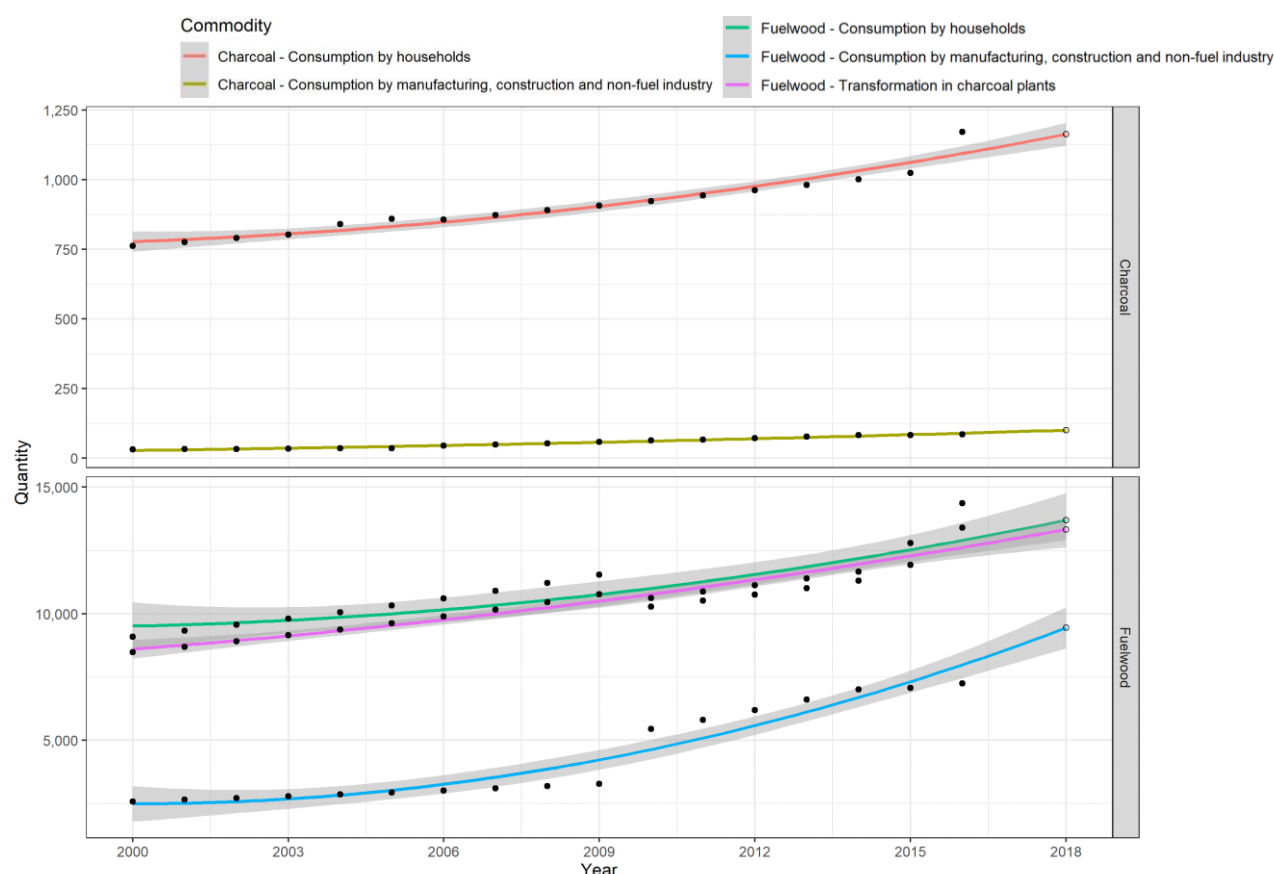 Commodity
Charcoal - Consumption by households
Charcoal - Consumption by manufacturing, construction and non-fuel industry
Fuelwood - Consumption by households
Fuelwood - Consumption by manufacturing, construction and non-fuel industry
Fuelwood - Transformation in charcoal plants
1,250
1,000
750
500
250
0
Charcoal
Quantity
15,000
10,000
5,000
Fuelwood
2000 2003 2006 2009 2012 2015 2018
Year